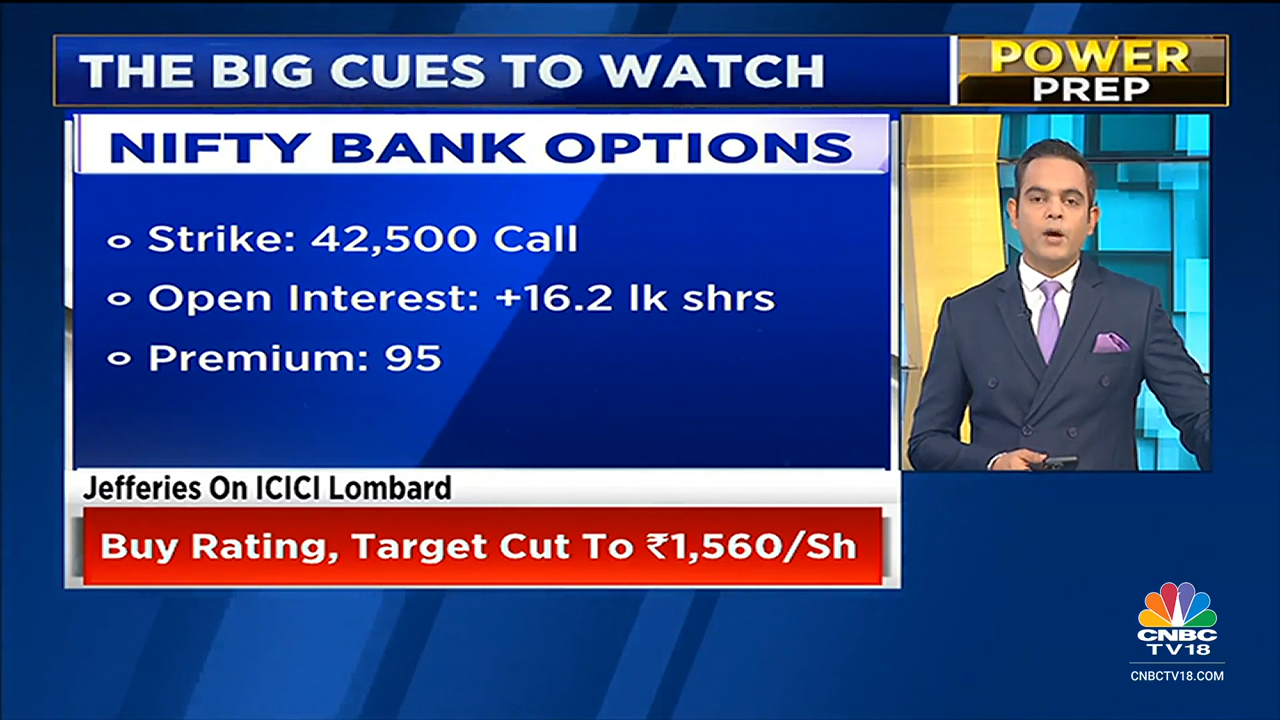 THE BIG CUES TO WATCH
POWER
PREP
NIFTY BANK OPTIONS
Strike: 42,500 Call
Open Interest: +16.2 lk shrs
Premium: 95
Jefferies On ICICI Lombard
Buy Rating, Target Cut To ₹1,560/Sh
CNBC
TV18
CNBCTV18.COM